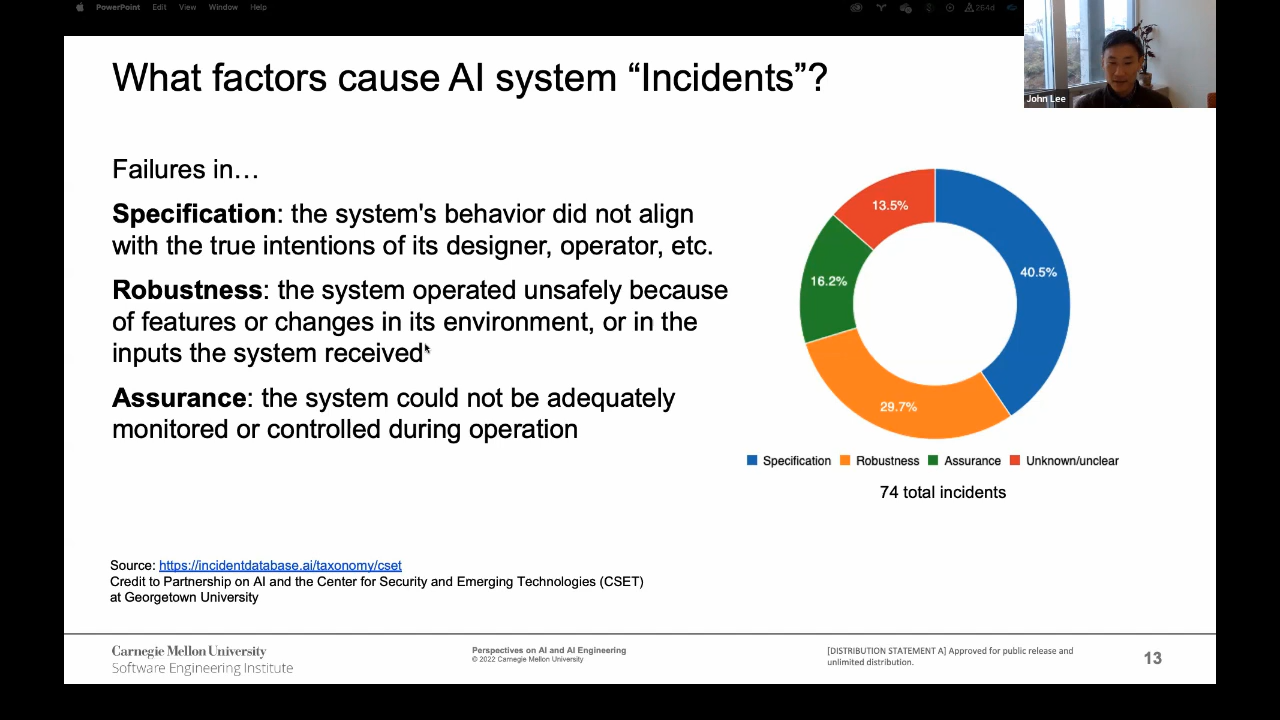 PowerPoint Edit View Window Help
264d
What factors cause AI system “Incidents”?
John Lee
Failures in…
Specification: the system's behavior did not align
with the true intentions of its designer, operator, etc.
Robustness: the system operated unsafely because
of features or changes in its environment, or in the
inputs the system received
Assurance: the system could not be adequately
monitored or controlled during operation
13.5%
40.5%
16.2%
29.7%
Specification Robustness Assurance Unknown/unclear
74 total incidents
Source: https://incidentdatabase.ai/taxonomy/cset
Credit to Partnership on AI and the Center for Security and Emerging Technologies (CSET)
at Georgetown University
Carnegie Mellon University
Software Engineering Institute
Perspectives on AI and AI Engineering
© 2022 Carnegie Mellon University
[DISTRIBUTION STATEMENT A] Approved for public release and
unlimited distribution.
13